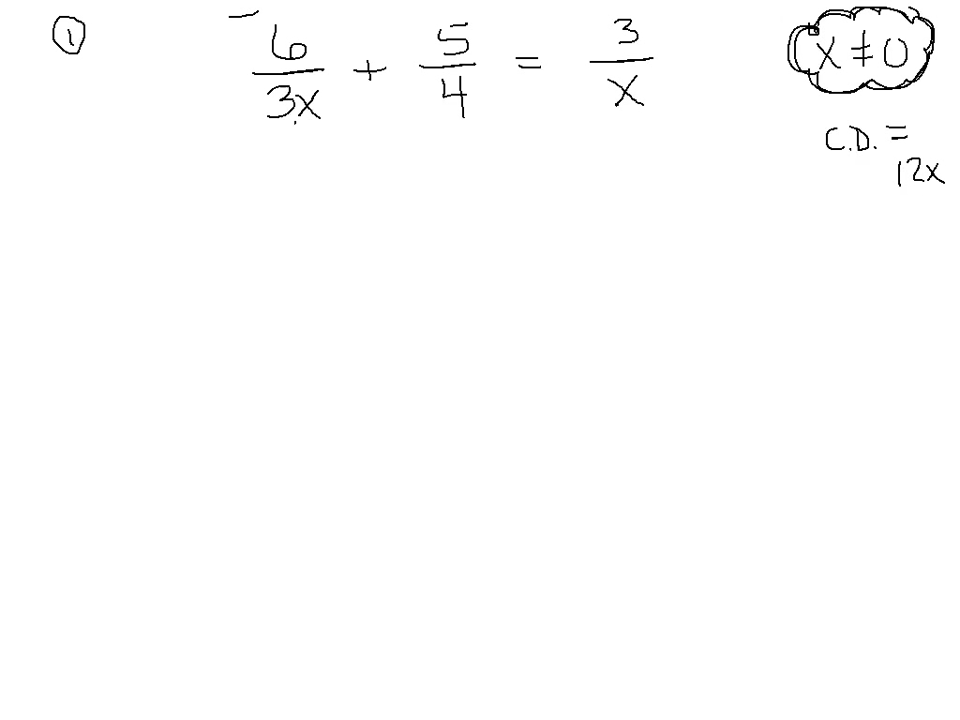 ① -6/3x + 5/4 = 3/x
x ≠ 0
C.D. =
12x